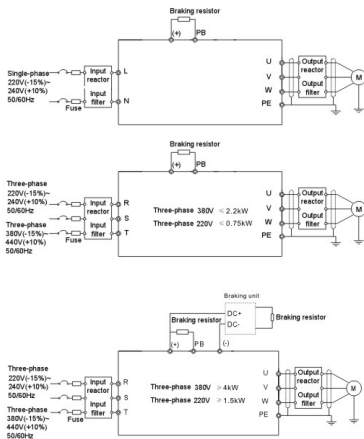 Braking resistor
(+) PB
Single-phase
220V(-15%)~
240V(+10%)
50/60Hz
Fuse
Input
reactor
Input
filter
L
N
U
V
W
PE
Output
reactor
Output
filter
M
Braking resistor
(+) PB
Three-phase
220V(-15%)~
240V(+10%)
50/60Hz
Three-phase
380V(-15%)~
440V(+10%)
50/60Hz
Fuse
Input
reactor
Input
filter
R
S
T
Three-phase 380V ≤ 2.2kW
Three-phase 220V ≤ 0.75kW
U
V
W
PE
Output
reactor
Output
filter
M
Braking unit
DC+
DC-
Braking resistor
Braking resistor
(+) PB (-)
Three-phase
220V(-15%)~
240V(+10%)
50/60Hz
Three-phase
380V(-15%)~
440V(+10%)
50/60Hz
Fuse
Input
reactor
Input
filter
R
S
T
Three-phase 380V ≥ 4kW
Three-phase 220V ≥ 1.5kW
U
V
W
PE
Output
reactor
Output
filter
M